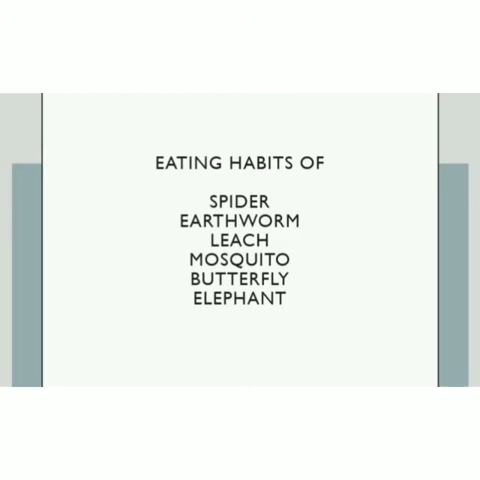 EATING HABITS OF
SPIDER
EARTHWORM
LEACH
MOSQUITO
BUTTERFLY
ELEPHANT